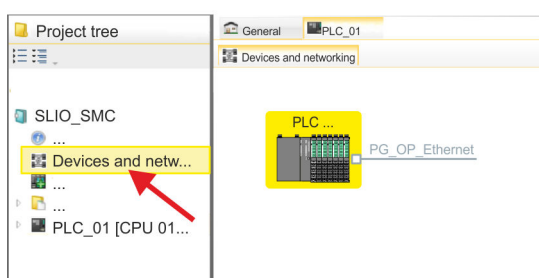 Project tree
SLIO_SMC
...
Devices and netw...
...
...
PLC_01 [CPU 01...
General
PLC_01
Devices and networking
PLC ...
PG_OP_Ethernet